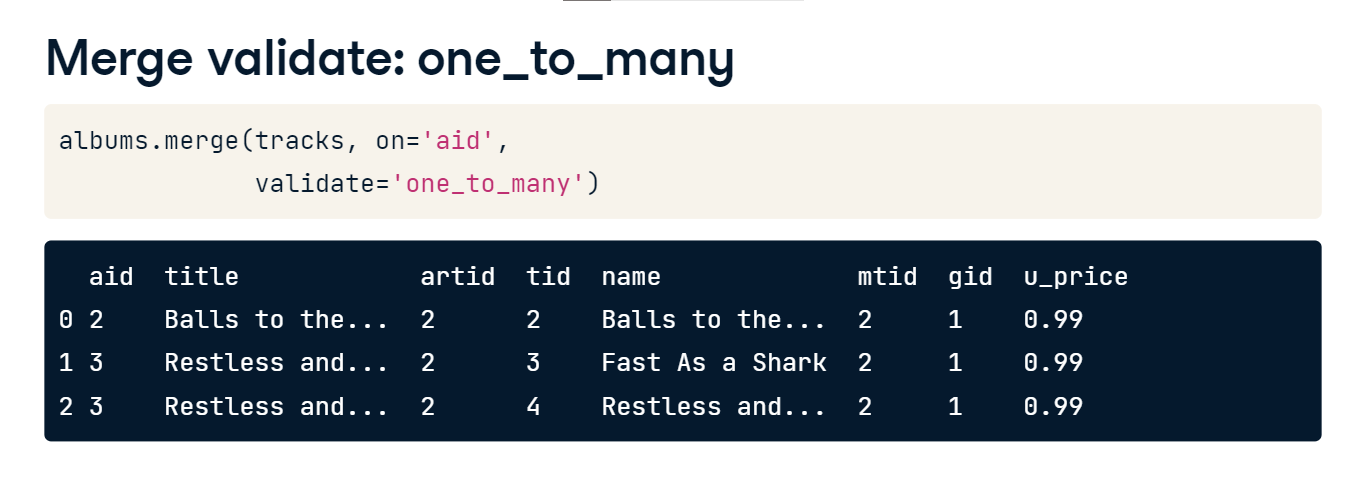 Merge validate: one_to_many
albums.merge(tracks, on='aid',
             validate='one_to_many')
  aid  title            artid  tid  name             mtid  gid  u_price
0 2    Balls to the...  2      2    Balls to the...  2     1    0.99
1 3    Restless and...  2      3    Fast As a Shark  2     1    0.99
2 3    Restless and...  2      4    Restless and...  2     1    0.99